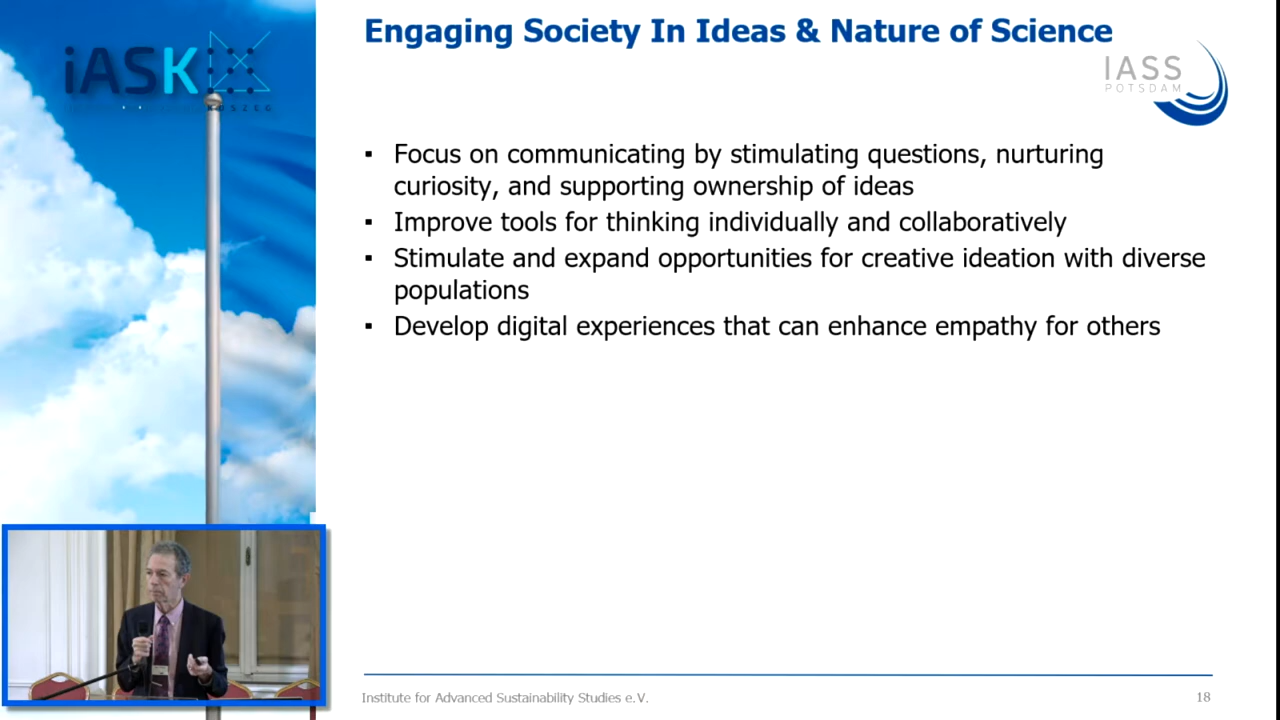 Engaging Society In Ideas & Nature of Science
iASK
KOSZEG
IASS
POTSDAM
▪ Focus on communicating by stimulating questions, nurturing
curiosity, and supporting ownership of ideas
▪ Improve tools for thinking individually and collaboratively
▪ Stimulate and expand opportunities for creative ideation with diverse
populations
▪ Develop digital experiences that can enhance empathy for others
Institute for Advanced Sustainability Studies e.V.
18